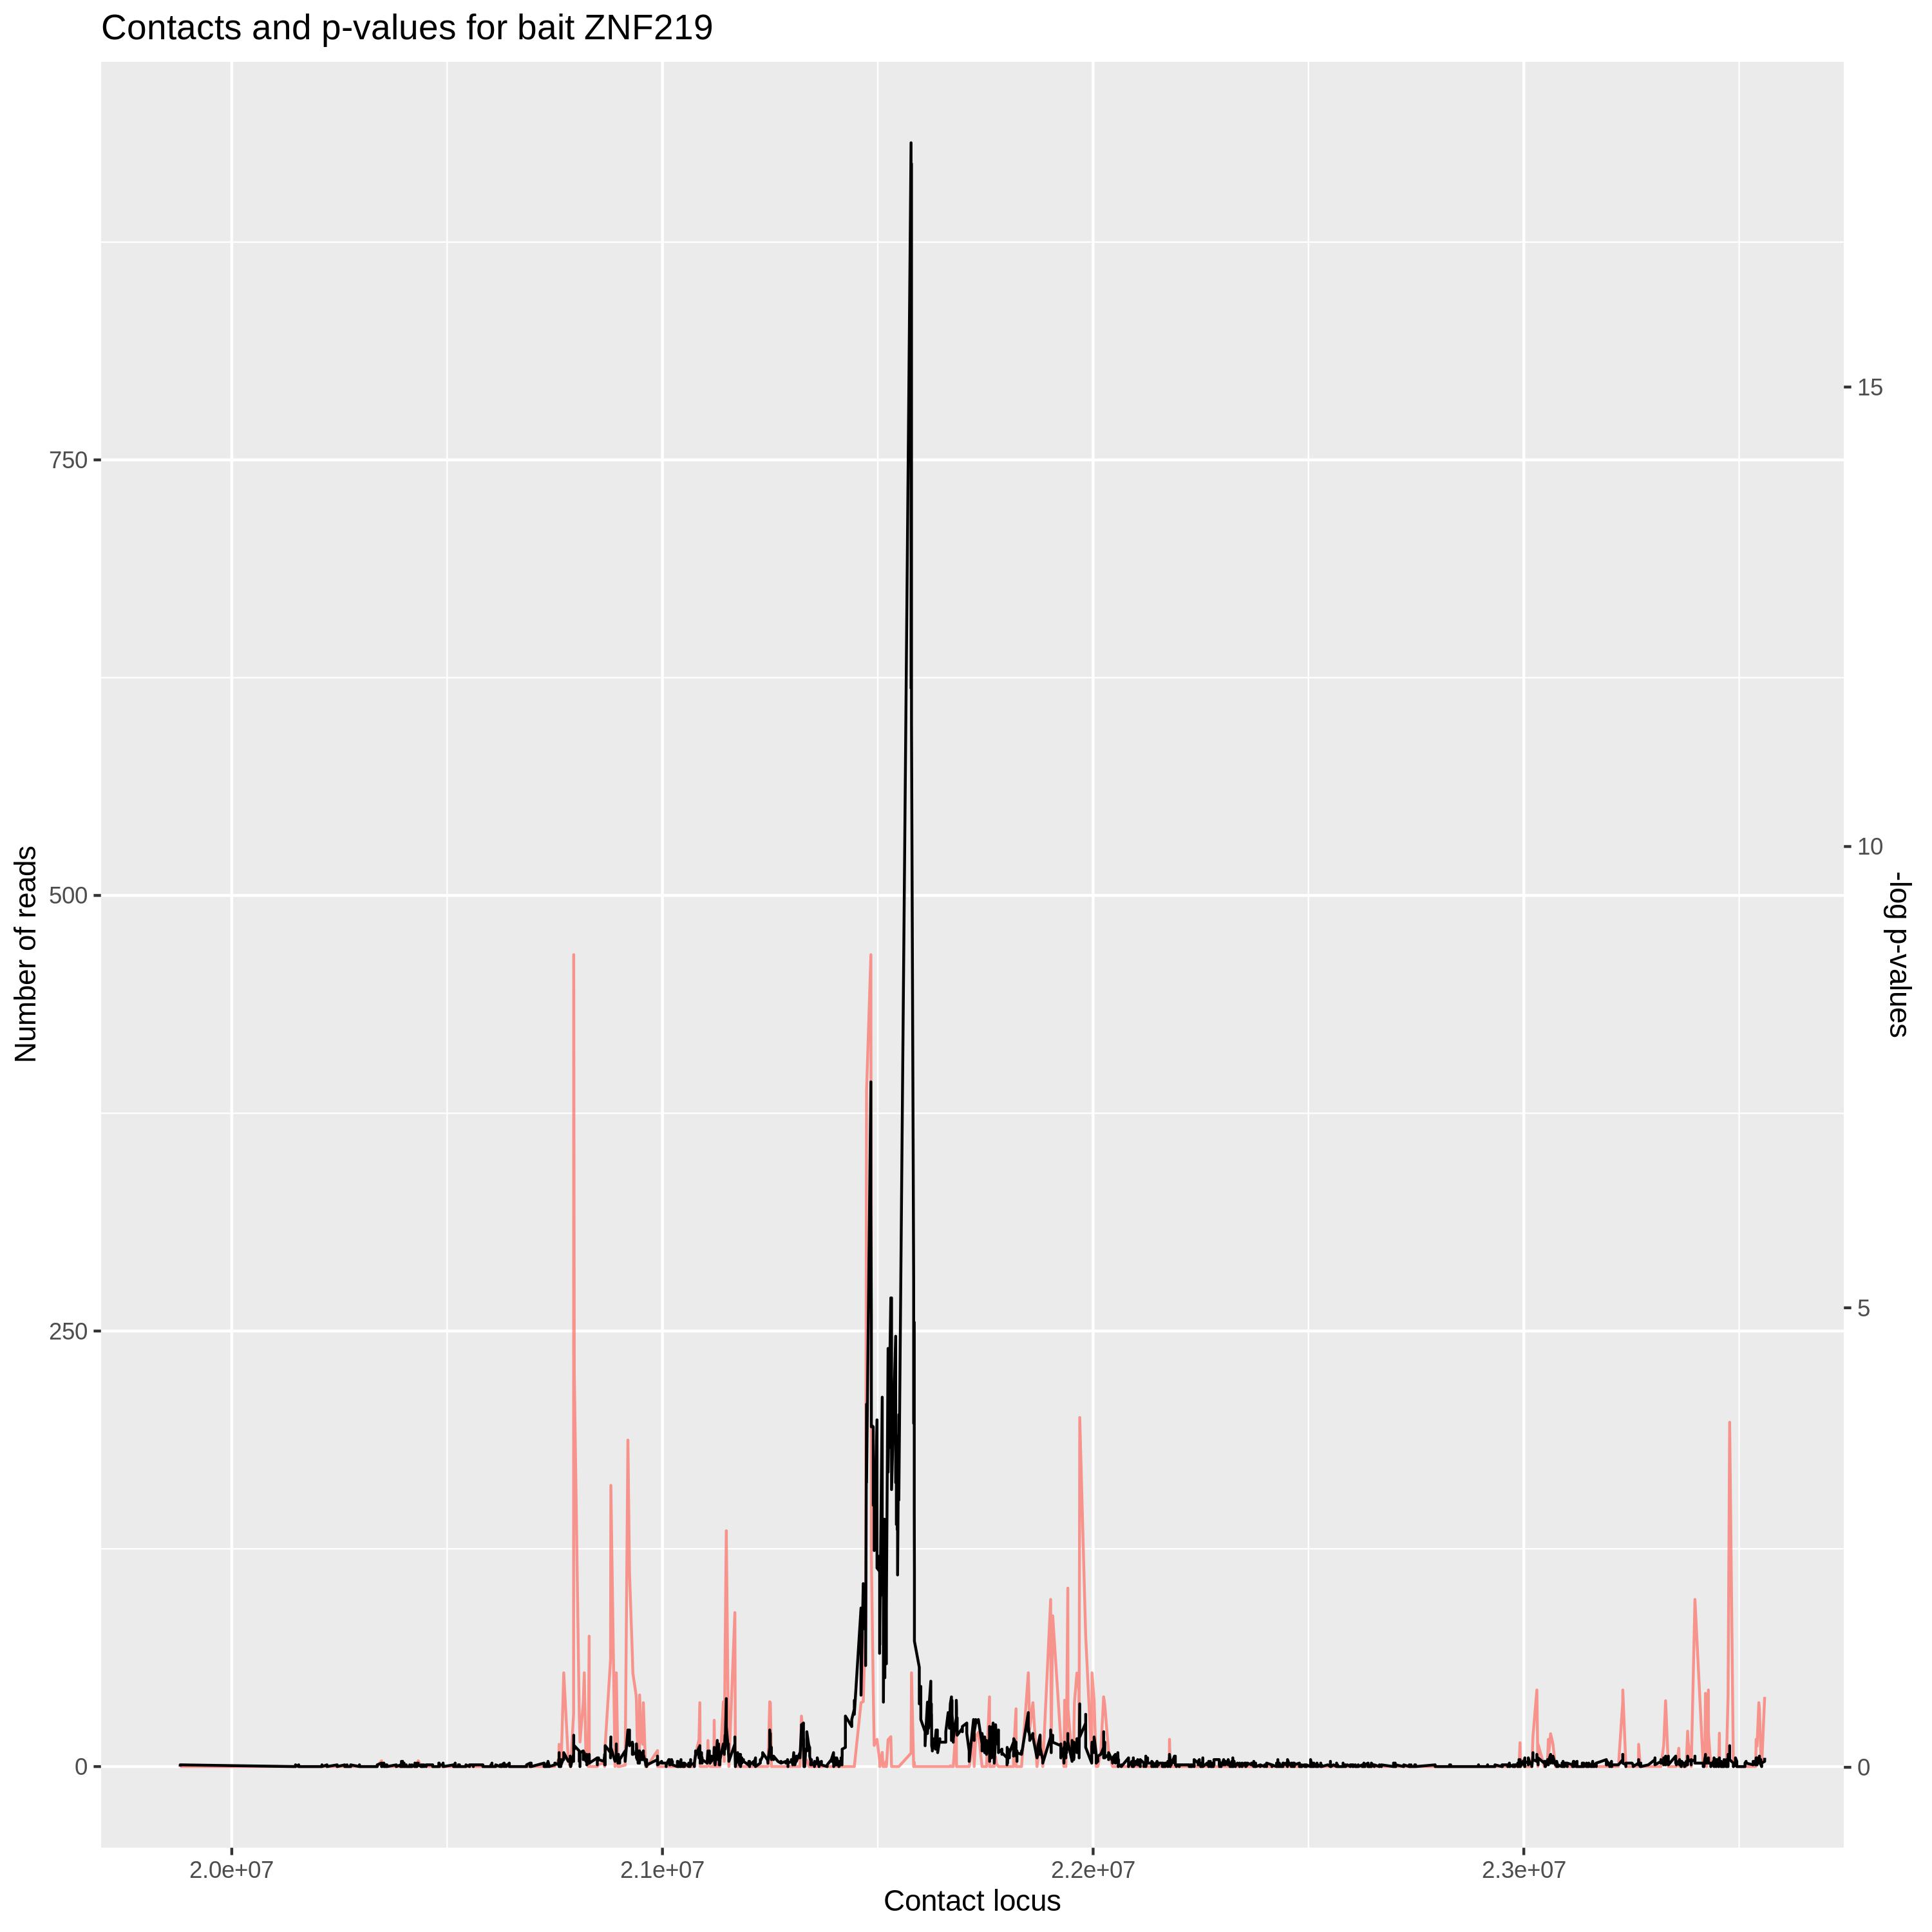 Contacts and p-values for bait ZNF219
Number of reads
750
500
250
0
15
10
5
0
-log p-values
2.0e+07
2.1e+07
2.2e+07
2.3e+07
Contact locus